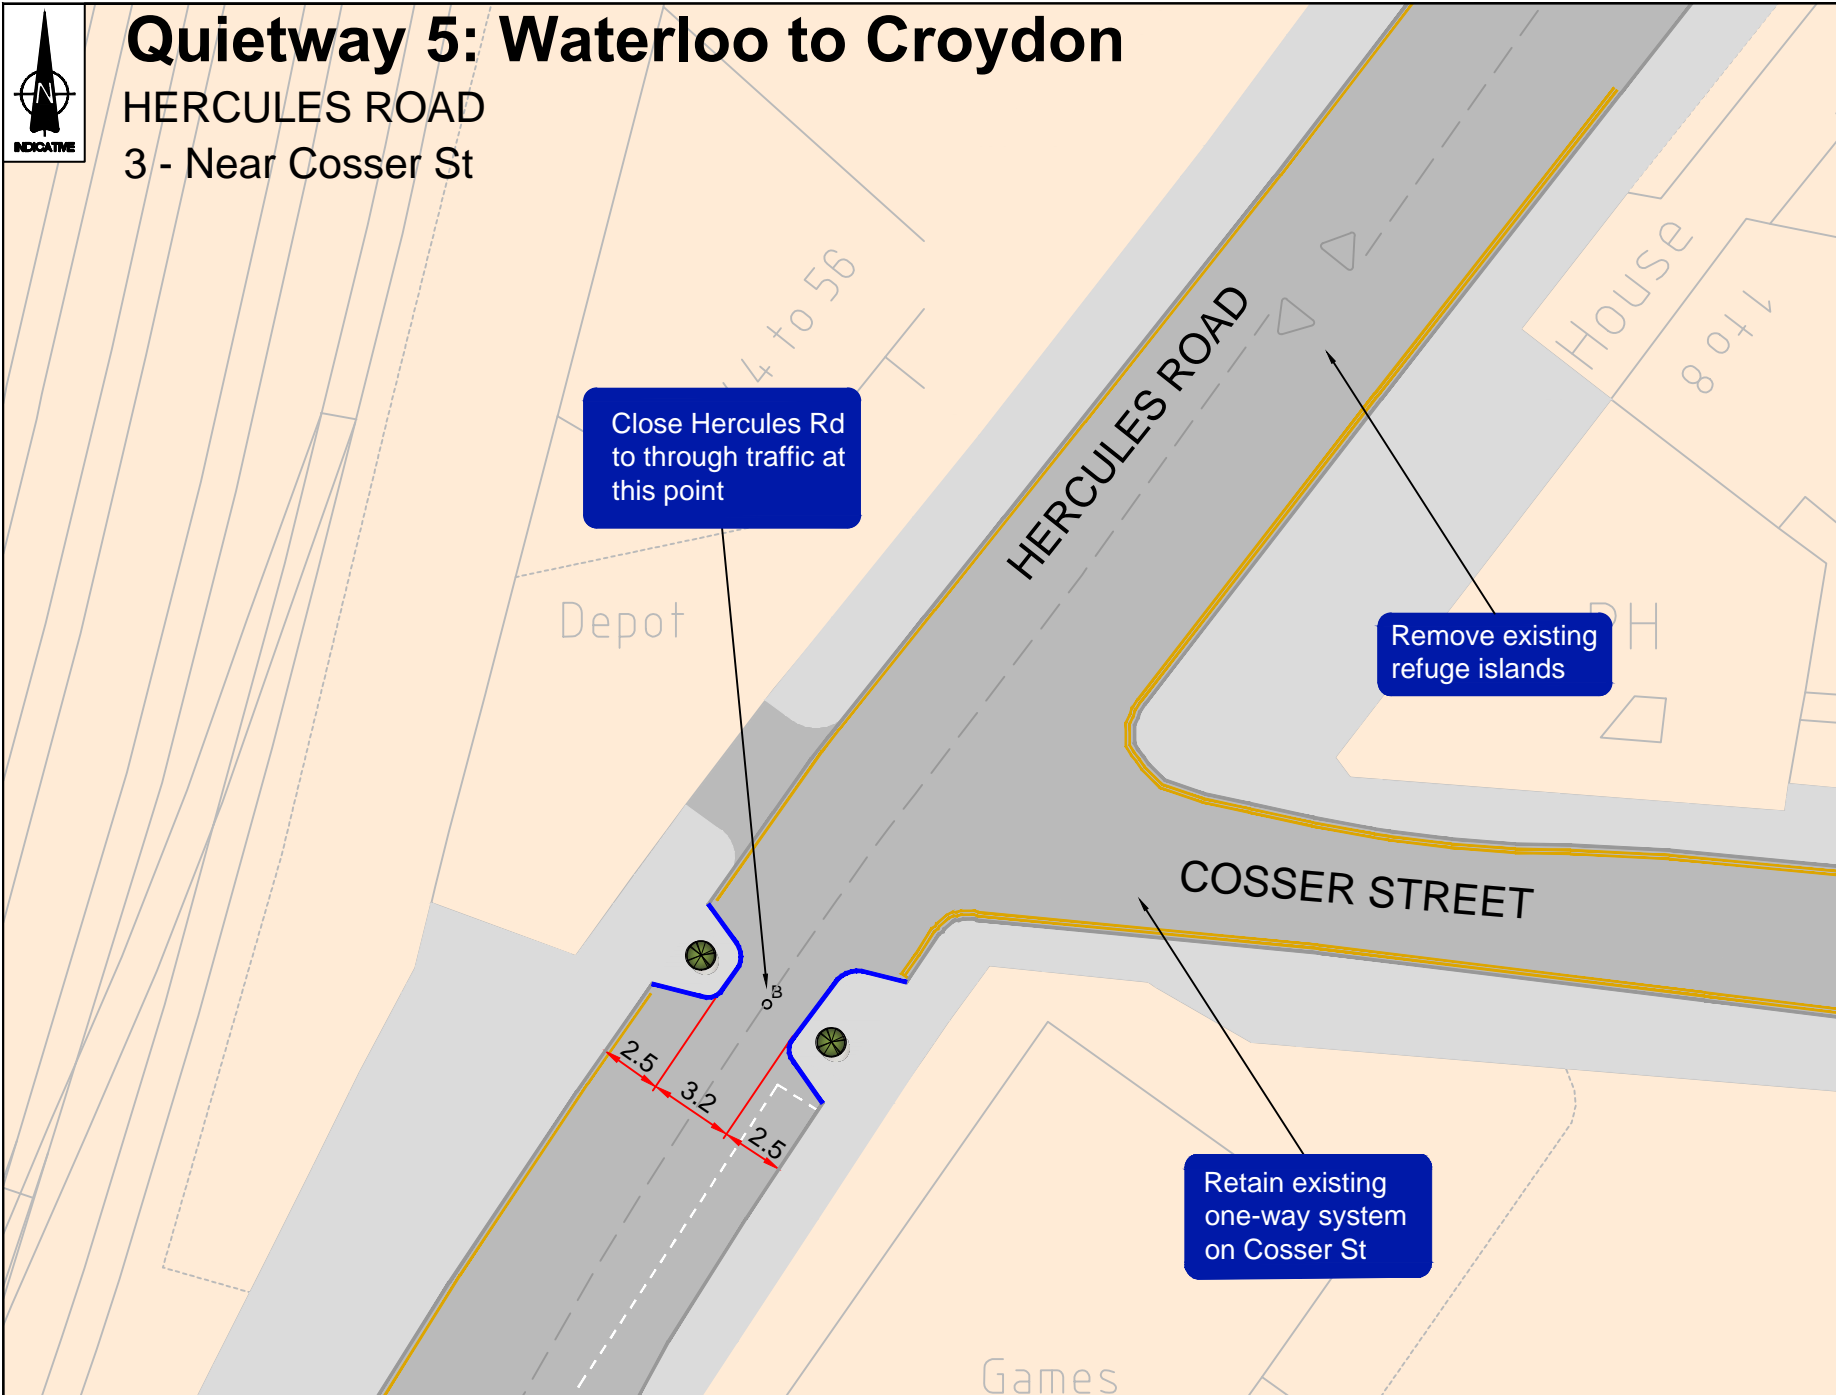 Quietway 5: Waterloo to Croydon
HERCULES ROAD
3 - Near Cosser St
N
INDICATIVE
4 to 56
House
1 to 8
HERCULES ROAD
Close Hercules Rd
to through traffic at
this point
Depot
PH
Remove existing
refuge islands
COSSER STREET
B
2.5
3.2
2.5
Retain existing
one-way system
on Cosser St
Games